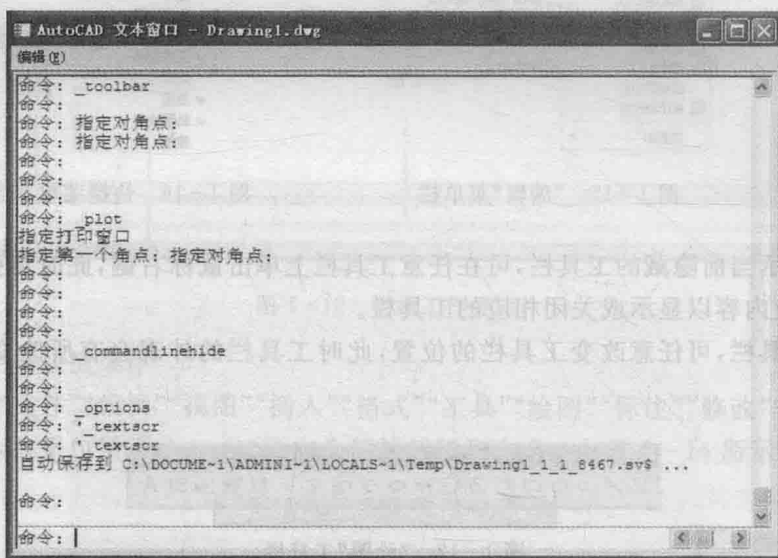 AutoCAD 文本窗口 - Drawing1.dwg
编辑(E)
命令: _toolbar
命令:
命令: 指定对角点:
命令: 指定对角点:
命令:
命令:
命令:
命令: _plot
指定打印窗口
指定第一个角点: 指定对角点:
命令:
命令:
命令:
命令: _commandlinehide
命令:
命令:
命令: _options
命令: '_textscr
命令: '_textscr
自动保存到 C:\DOCUME~1\ADMINI~1\LOCALS~1\Temp\Drawing1_1_1_8467.sv$ ...
命令:
命令: